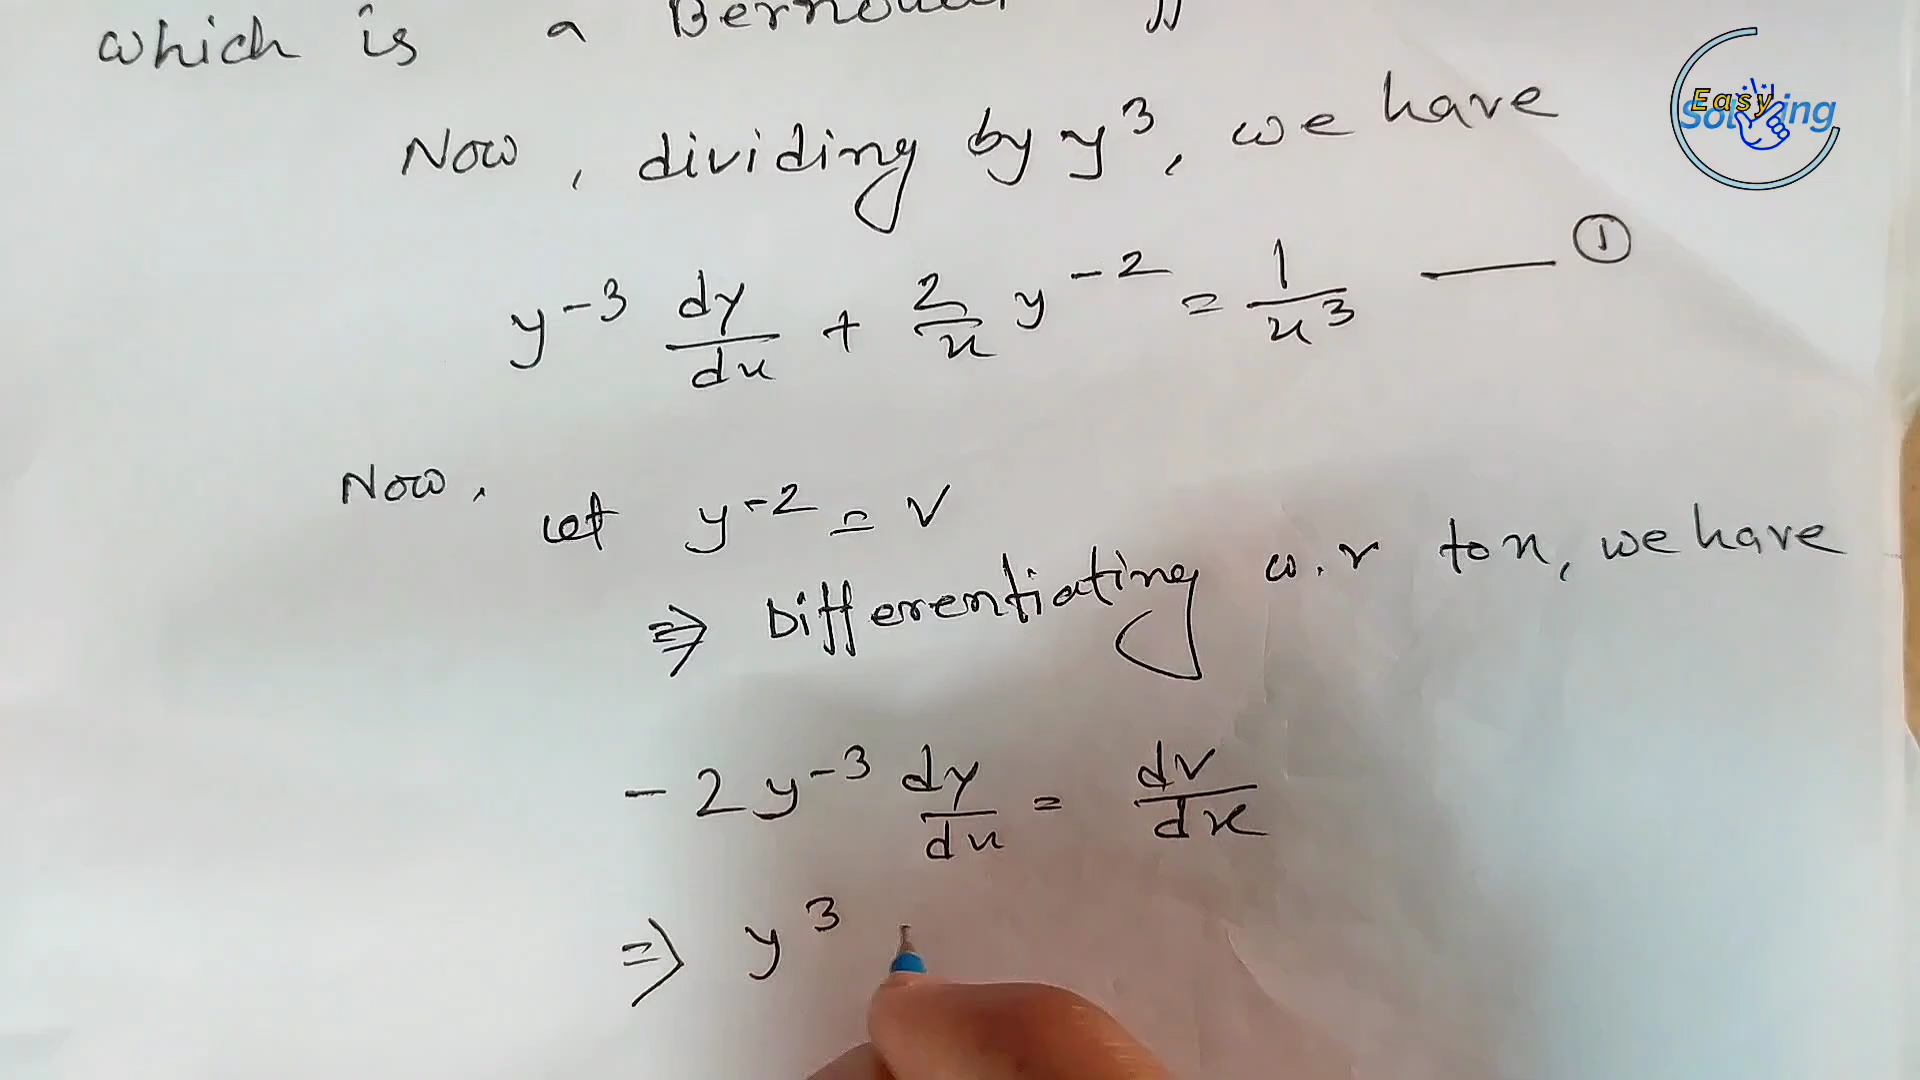 which is a
Now, dividing by y³, we have
y⁻³ dy/dx + 2/x y⁻² = 1/x³ —— ①
Now, let y⁻² = v
⇒ Differentiating w.r to x, we have
-2y⁻³ dy/dx = dv/dx
⇒ y³
Easy
Solving